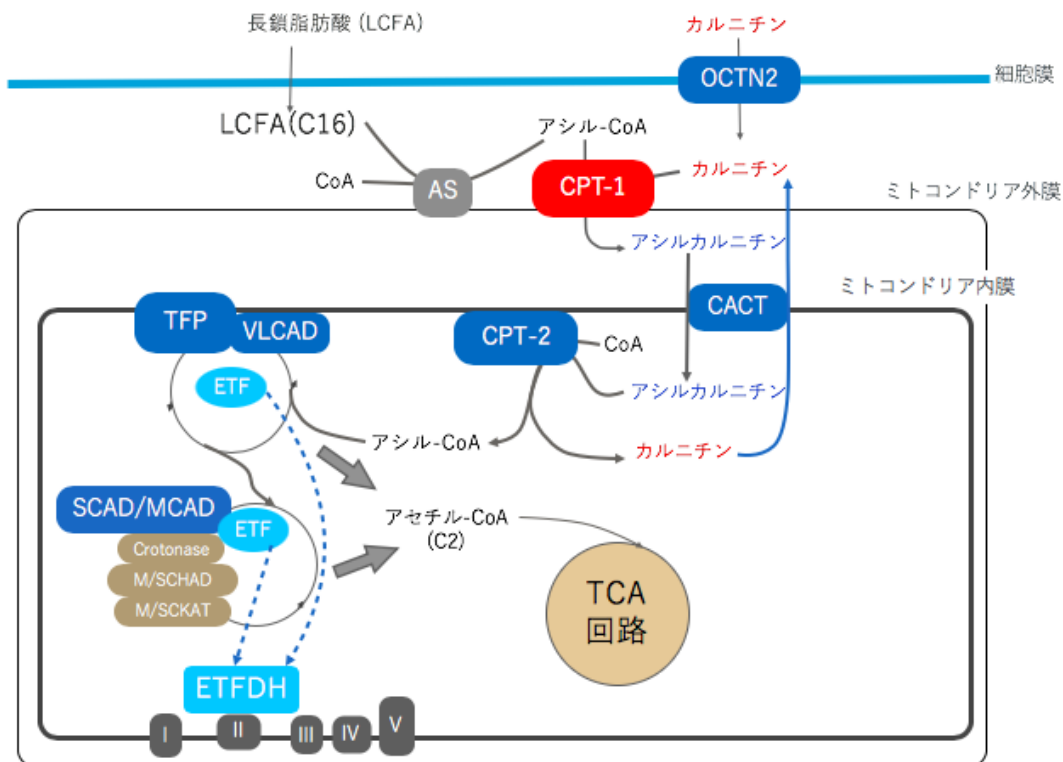 長鎖脂肪酸 (LCFA)
カルニチン
OCTN2
細胞膜
LCFA(C16)
アシル-CoA
CoA
AS
CPT-1
カルニチン
ミトコンドリア外膜
アシルカルニチン
ミトコンドリア内膜
TFP
VLCAD
CPT-2
CoA
CACT
ETF
アシルカルニチン
アシル-CoA
カルニチン
SCAD/MCAD
ETF
アセチル-CoA
(C2)
Crotonase
M/SCHAD
M/SCKAT
TCA
回路
ETFDH
I
II
III
IV
V